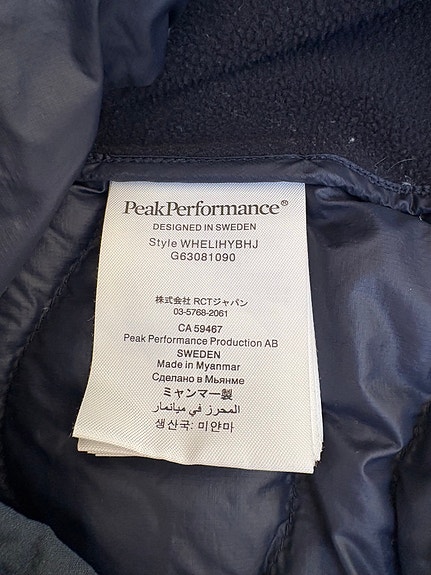 PeakPerformance®
DESIGNED IN SWEDEN
Style WHELIHYBHJ
G63081090
株式会社 RCTジャパン
03-5768-2061
CA 59467
Peak Performance Production AB
SWEDEN
Made in Myanmar
Сделано в Мьянме
ミャンマー製
المحرز في ميانمار
생산국: 미얀마